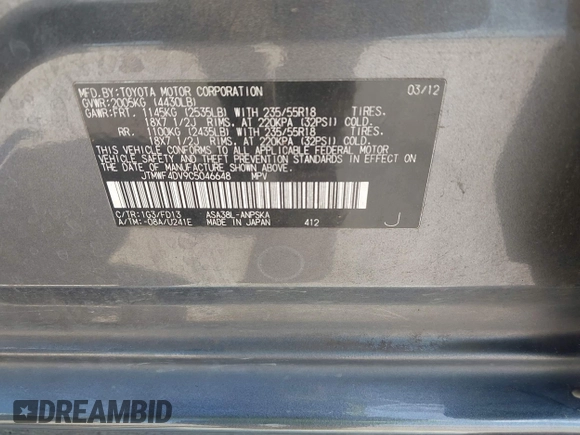 MFD.BY:TOYOTA MOTOR CORPORATION 03/12
GVWR:2005KG (4430LB)
GAWR:FRT. 1145KG (2535LB) WITH 235/55R18 TIRES.
18X7 1/2J RIMS, AT 220KPA (32PSI) COLD.
RR. 1100KG (2435LB) WITH 235/55R18 TIRES.
18X7 1/2J RIMS, AT 220KPA (32PSI) COLD.
THIS VEHICLE CONFORMS TO ALL APPLICABLE FEDERAL
MOTOR VEHICLE SAFETY AND THEFT PREVENTION
STANDARDS IN EFFECT ON THE DATE OF
MANUFACTURE SHOWN ABOVE.
JTMWF4DV9C5046648 MPV
C/TR:1G3/FD13 ASA38L-ANPSKA
A/TM:-08A/U241E MADE IN JAPAN 412 J
DREAMBID